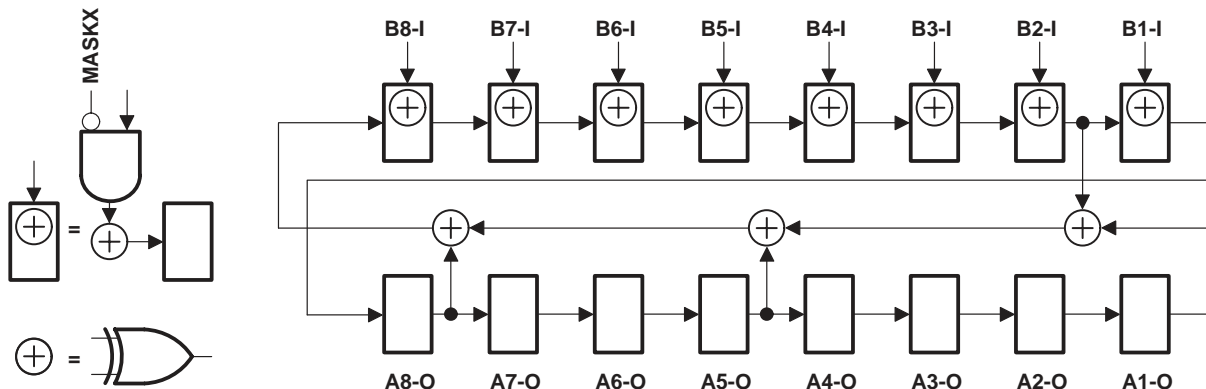 MASKX
B8-I B7-I B6-I B5-I B4-I B3-I B2-I B1-I
=
=
A8-O A7-O A6-O A5-O A4-O A3-O A2-O A1-O